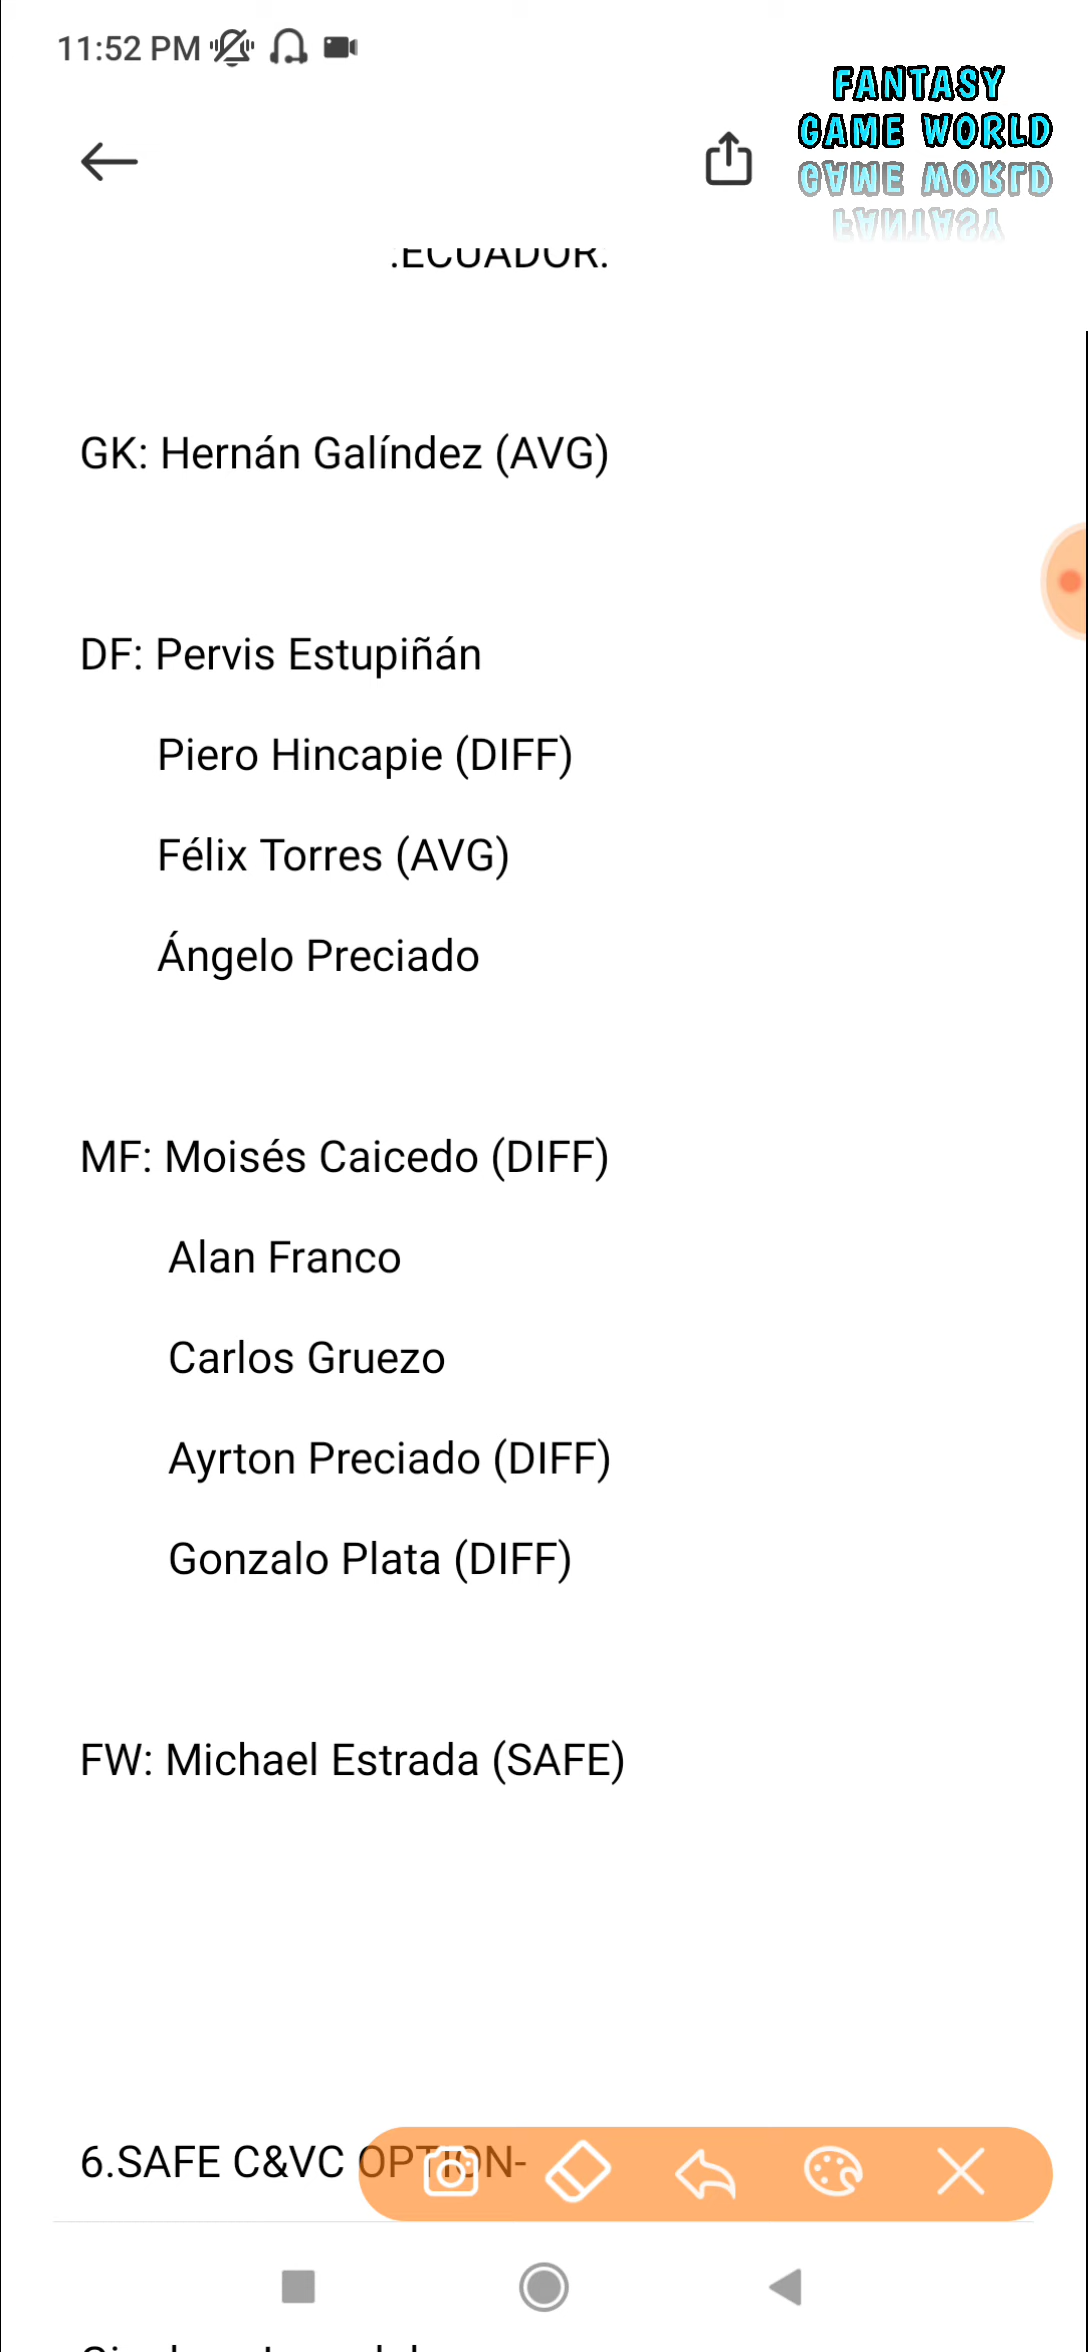 11:52 PM
FANTASY
GAME WORLD
.ECUADOR.
GK: Hernán Galíndez (AVG)
DF: Pervis Estupiñán
Piero Hincapie (DIFF)
Félix Torres (AVG)
Ángelo Preciado
MF: Moisés Caicedo (DIFF)
Alan Franco
Carlos Gruezo
Ayrton Preciado (DIFF)
Gonzalo Plata (DIFF)
FW: Michael Estrada (SAFE)
6.SAFE C&VC OPTION-